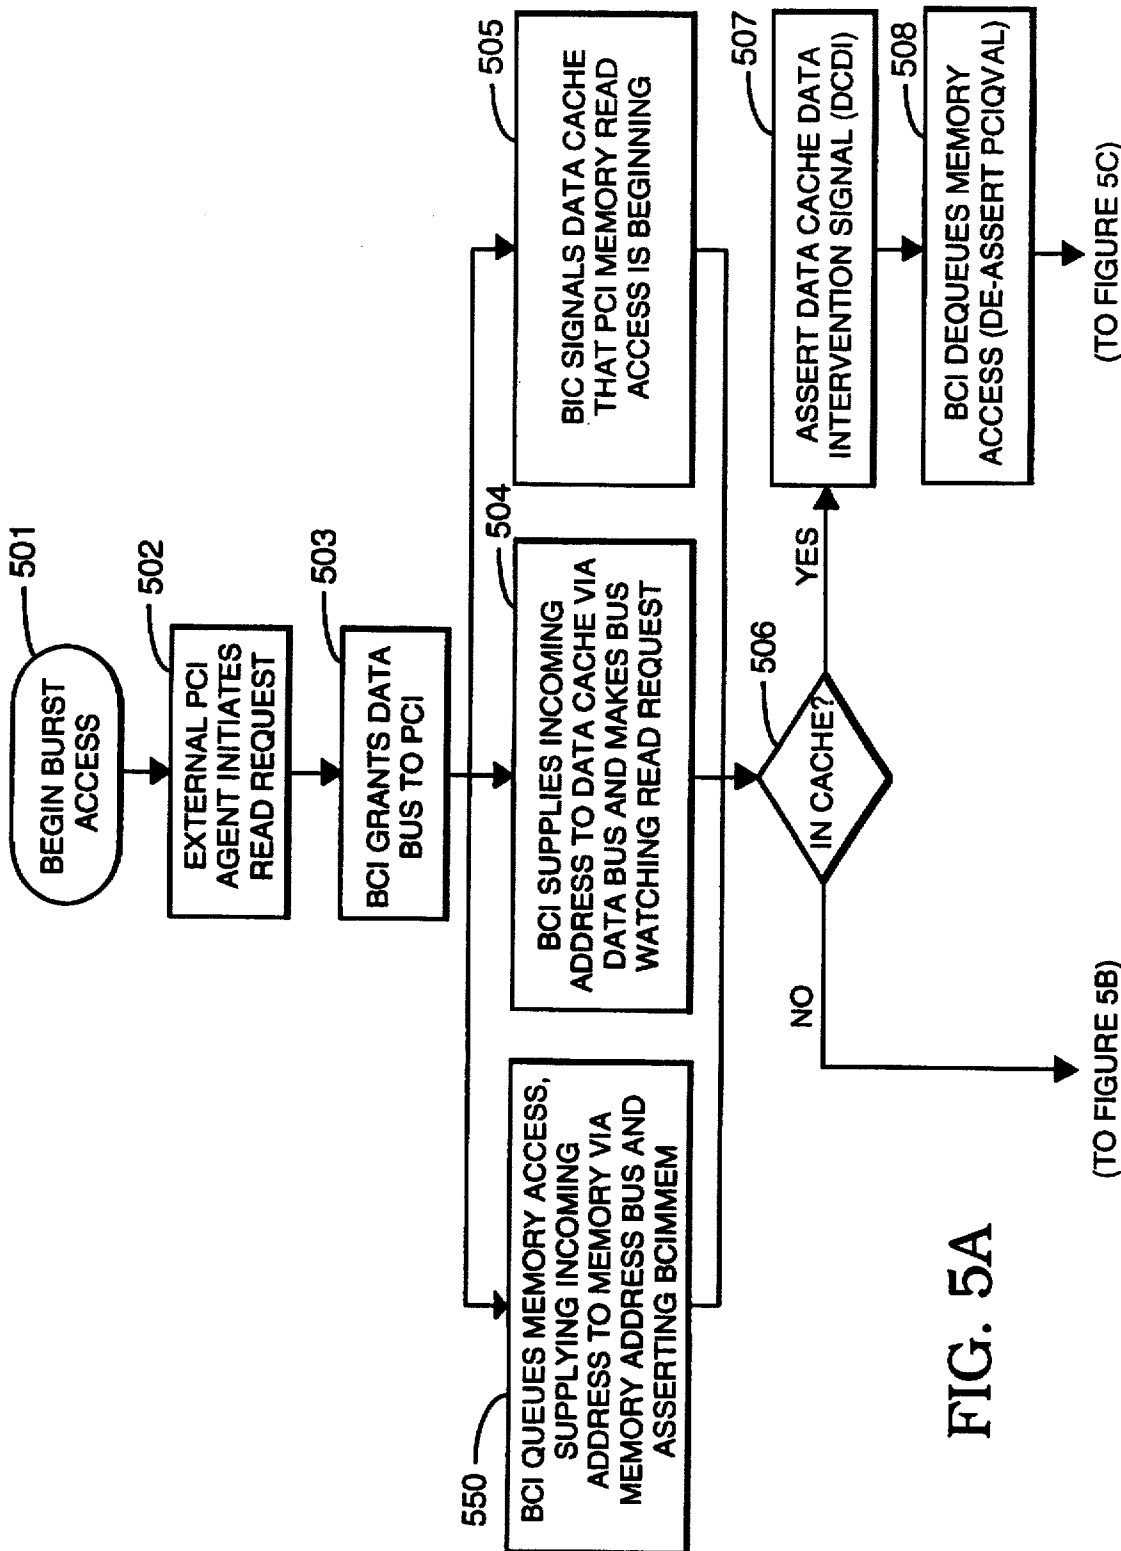 501
BEGIN BURST
ACCESS
502
EXTERNAL PCI
AGENT INITIATES
READ REQUEST
503
BCI GRANTS DATA
BUS TO PCI
550
BCI QUEUES MEMORY ACCESS,
SUPPLYING INCOMING
ADDRESS TO MEMORY VIA
MEMORY ADDRESS BUS AND
ASSERTING BCIMMEM
504
BCI SUPPLIES INCOMING
ADDRESS TO DATA CACHE VIA
DATA BUS AND MAKES BUS
WATCHING READ REQUEST
505
BIC SIGNALS DATA CACHE
THAT PCI MEMORY READ
ACCESS IS BEGINNING
506
IN CACHE?
NO
YES
507
ASSERT DATA CACHE DATA
INTERVENTION SIGNAL (DCDI)
508
BCI DEQUEUES MEMORY
ACCESS (DE-ASSERT PCIQVAL)
(TO FIGURE 5B)
(TO FIGURE 5C)
FIG. 5A